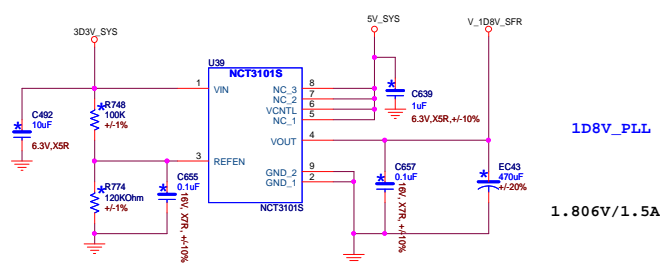 3D3V_SYS
5V_SYS
V_1D8V_SFR
U39
NCT3101S
1
VIN
NC_3
8
NC_2
7
VCNTL
6
NC_1
5
VOUT
4
3
REFEN
GND_2
9
GND_1
2
NCT3101S
*
C492
10uF
6.3V,X5R
*
R748
100K
+/-1%
*
R774
120KOhm
+/-1%
*
C655
0.1uF
16V, X7R, +/-10%
*
C639
1uF
6.3V,X5R,+/-10%
*
C657
0.1uF
16V, X7R, +/-10%
*
EC43
470uF
+/-20%
1D8V_PLL
1.806V/1.5A